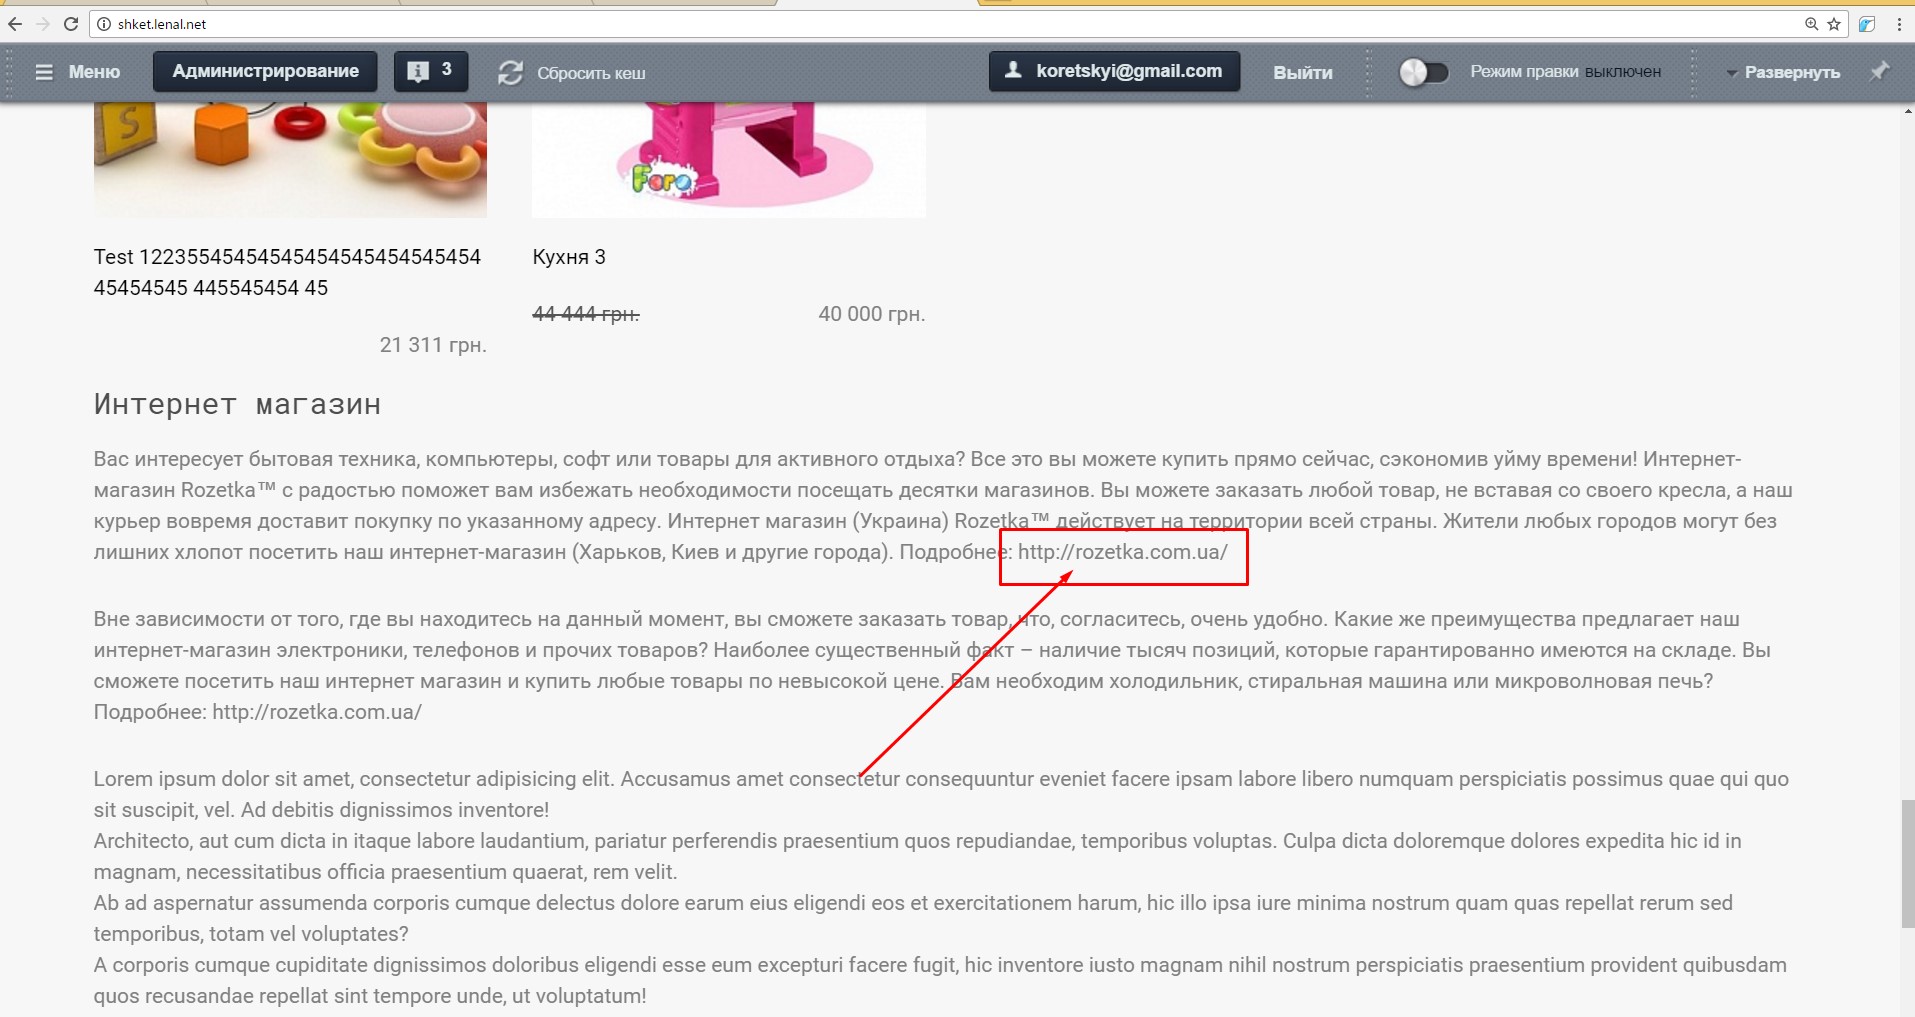 shket.lenal.net
Меню
Администрирование
3
Сбросить кеш
koretskyi@gmail.com
Выйти
Режим правки выключен
Развернуть
S
Faro
Test 1223554545454545454545454545454
45454545 445545454 45
21 311 грн.
Кухня 3
44 444 грн.
40 000 грн.
Интернет магазин
Вас интересует бытовая техника, компьютеры, софт или товары для активного отдыха? Все это вы можете купить прямо сейчас, сэкономив уйму времени! Интернет-
магазин Rozetka™ с радостью поможет вам избежать необходимости посещать десятки магазинов. Вы можете заказать любой товар, не вставая со своего кресла, а наш
курьер вовремя доставит покупку по указанному адресу. Интернет магазин (Украина) Rozetka™ действует на территории всей страны. Жители любых городов могут без
лишних хлопот посетить наш интернет-магазин (Харьков, Киев и другие города). Подробнее: http://rozetka.com.ua/
Вне зависимости от того, где вы находитесь на данный момент, вы сможете заказать товар, что, согласитесь, очень удобно. Какие же преимущества предлагает наш
интернет-магазин электроники, телефонов и прочих товаров? Наиболее существенный факт – наличие тысяч позиций, которые гарантированно имеются на складе. Вы
сможете посетить наш интернет магазин и купить любые товары по невысокой цене. Вам необходим холодильник, стиральная машина или микроволновая печь?
Подробнее: http://rozetka.com.ua/
Lorem ipsum dolor sit amet, consectetur adipisicing elit. Accusamus amet consectetur consequuntur eveniet facere ipsam labore libero numquam perspiciatis possimus quae qui quo
sit suscipit, vel. Ad debitis dignissimos inventore!
Architecto, aut cum dicta in itaque labore laudantium, pariatur perferendis praesentium quos repudiandae, temporibus voluptas. Culpa dicta doloremque dolores expedita hic id in
magnam, necessitatibus officia praesentium quaerat, rem velit.
Ab ad aspernatur assumenda corporis cumque delectus dolore earum eius eligendi eos et exercitationem harum, hic illo ipsa iure minima nostrum quam quas repellat rerum sed
temporibus, totam vel voluptates?
A corporis cumque cupiditate dignissimos doloribus eligendi esse eum excepturi facere fugit, hic inventore iusto magnam nihil nostrum perspiciatis praesentium provident quibusdam
quos recusandae repellat sint tempore unde, ut voluptatum!